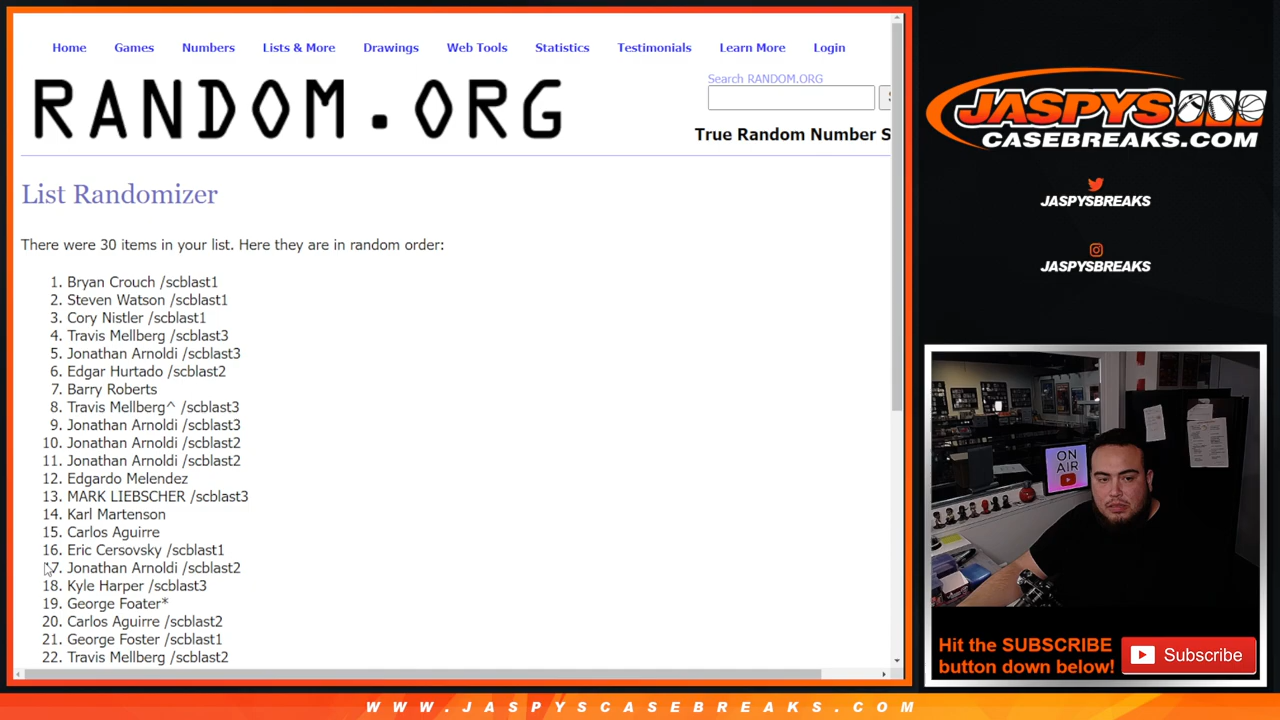 Home Games Numbers Lists & More Drawings Web Tools Statistics Testimonials Learn More Login
Search RANDOM.ORG
RANDOM.ORG
True Random Number S
List Randomizer
There were 30 items in your list. Here they are in random order:
1. Bryan Crouch /scblast1
2. Steven Watson /scblast1
3. Cory Nistler /scblast1
4. Travis Mellberg /scblast3
5. Jonathan Arnoldi /scblast3
6. Edgar Hurtado /scblast2
7. Barry Roberts
8. Travis Mellberg^ /scblast3
9. Jonathan Arnoldi /scblast3
10. Jonathan Arnoldi /scblast2
11. Jonathan Arnoldi /scblast2
12. Edgardo Melendez
13. MARK LIEBSCHER /scblast3
14. Karl Martenson
15. Carlos Aguirre
16. Eric Cersovsky /scblast1
17. Jonathan Arnoldi /scblast2
18. Kyle Harper /scblast3
19. George Foater*
20. Carlos Aguirre /scblast2
21. George Foster /scblast1
22. Travis Mellberg /scblast2
JASPYS
CASEBREAKS.COM
JASPYSBREAKS
JASPYSBREAKS
ON
AIR
Hit the SUBSCRIBE
button down below!
Subscribe
WWW.JASPYSCASEBREAKS.COM